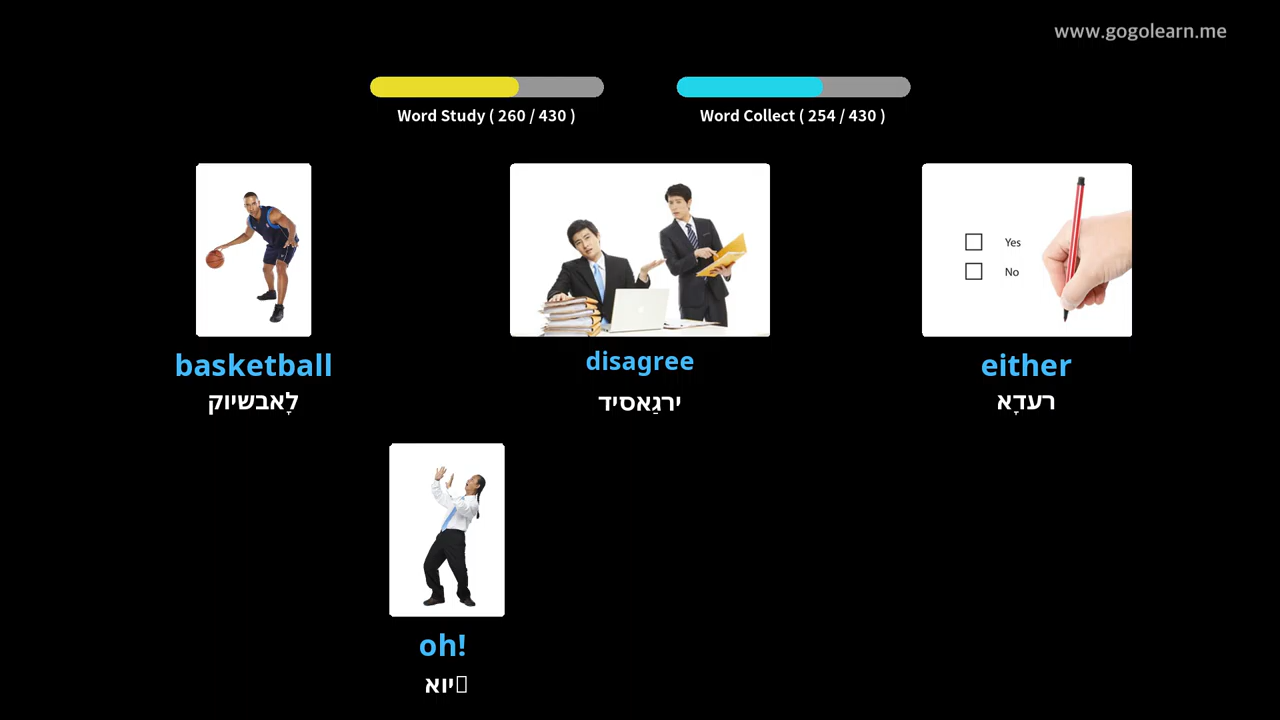 www.gogolearn.me
Word Study ( 260 / 430 )
Word Collect ( 254 / 430 )
Yes
No
basketball
disagree
either
לָאבשיוק
ירגַאסיד
רעדָא
oh!
יוא